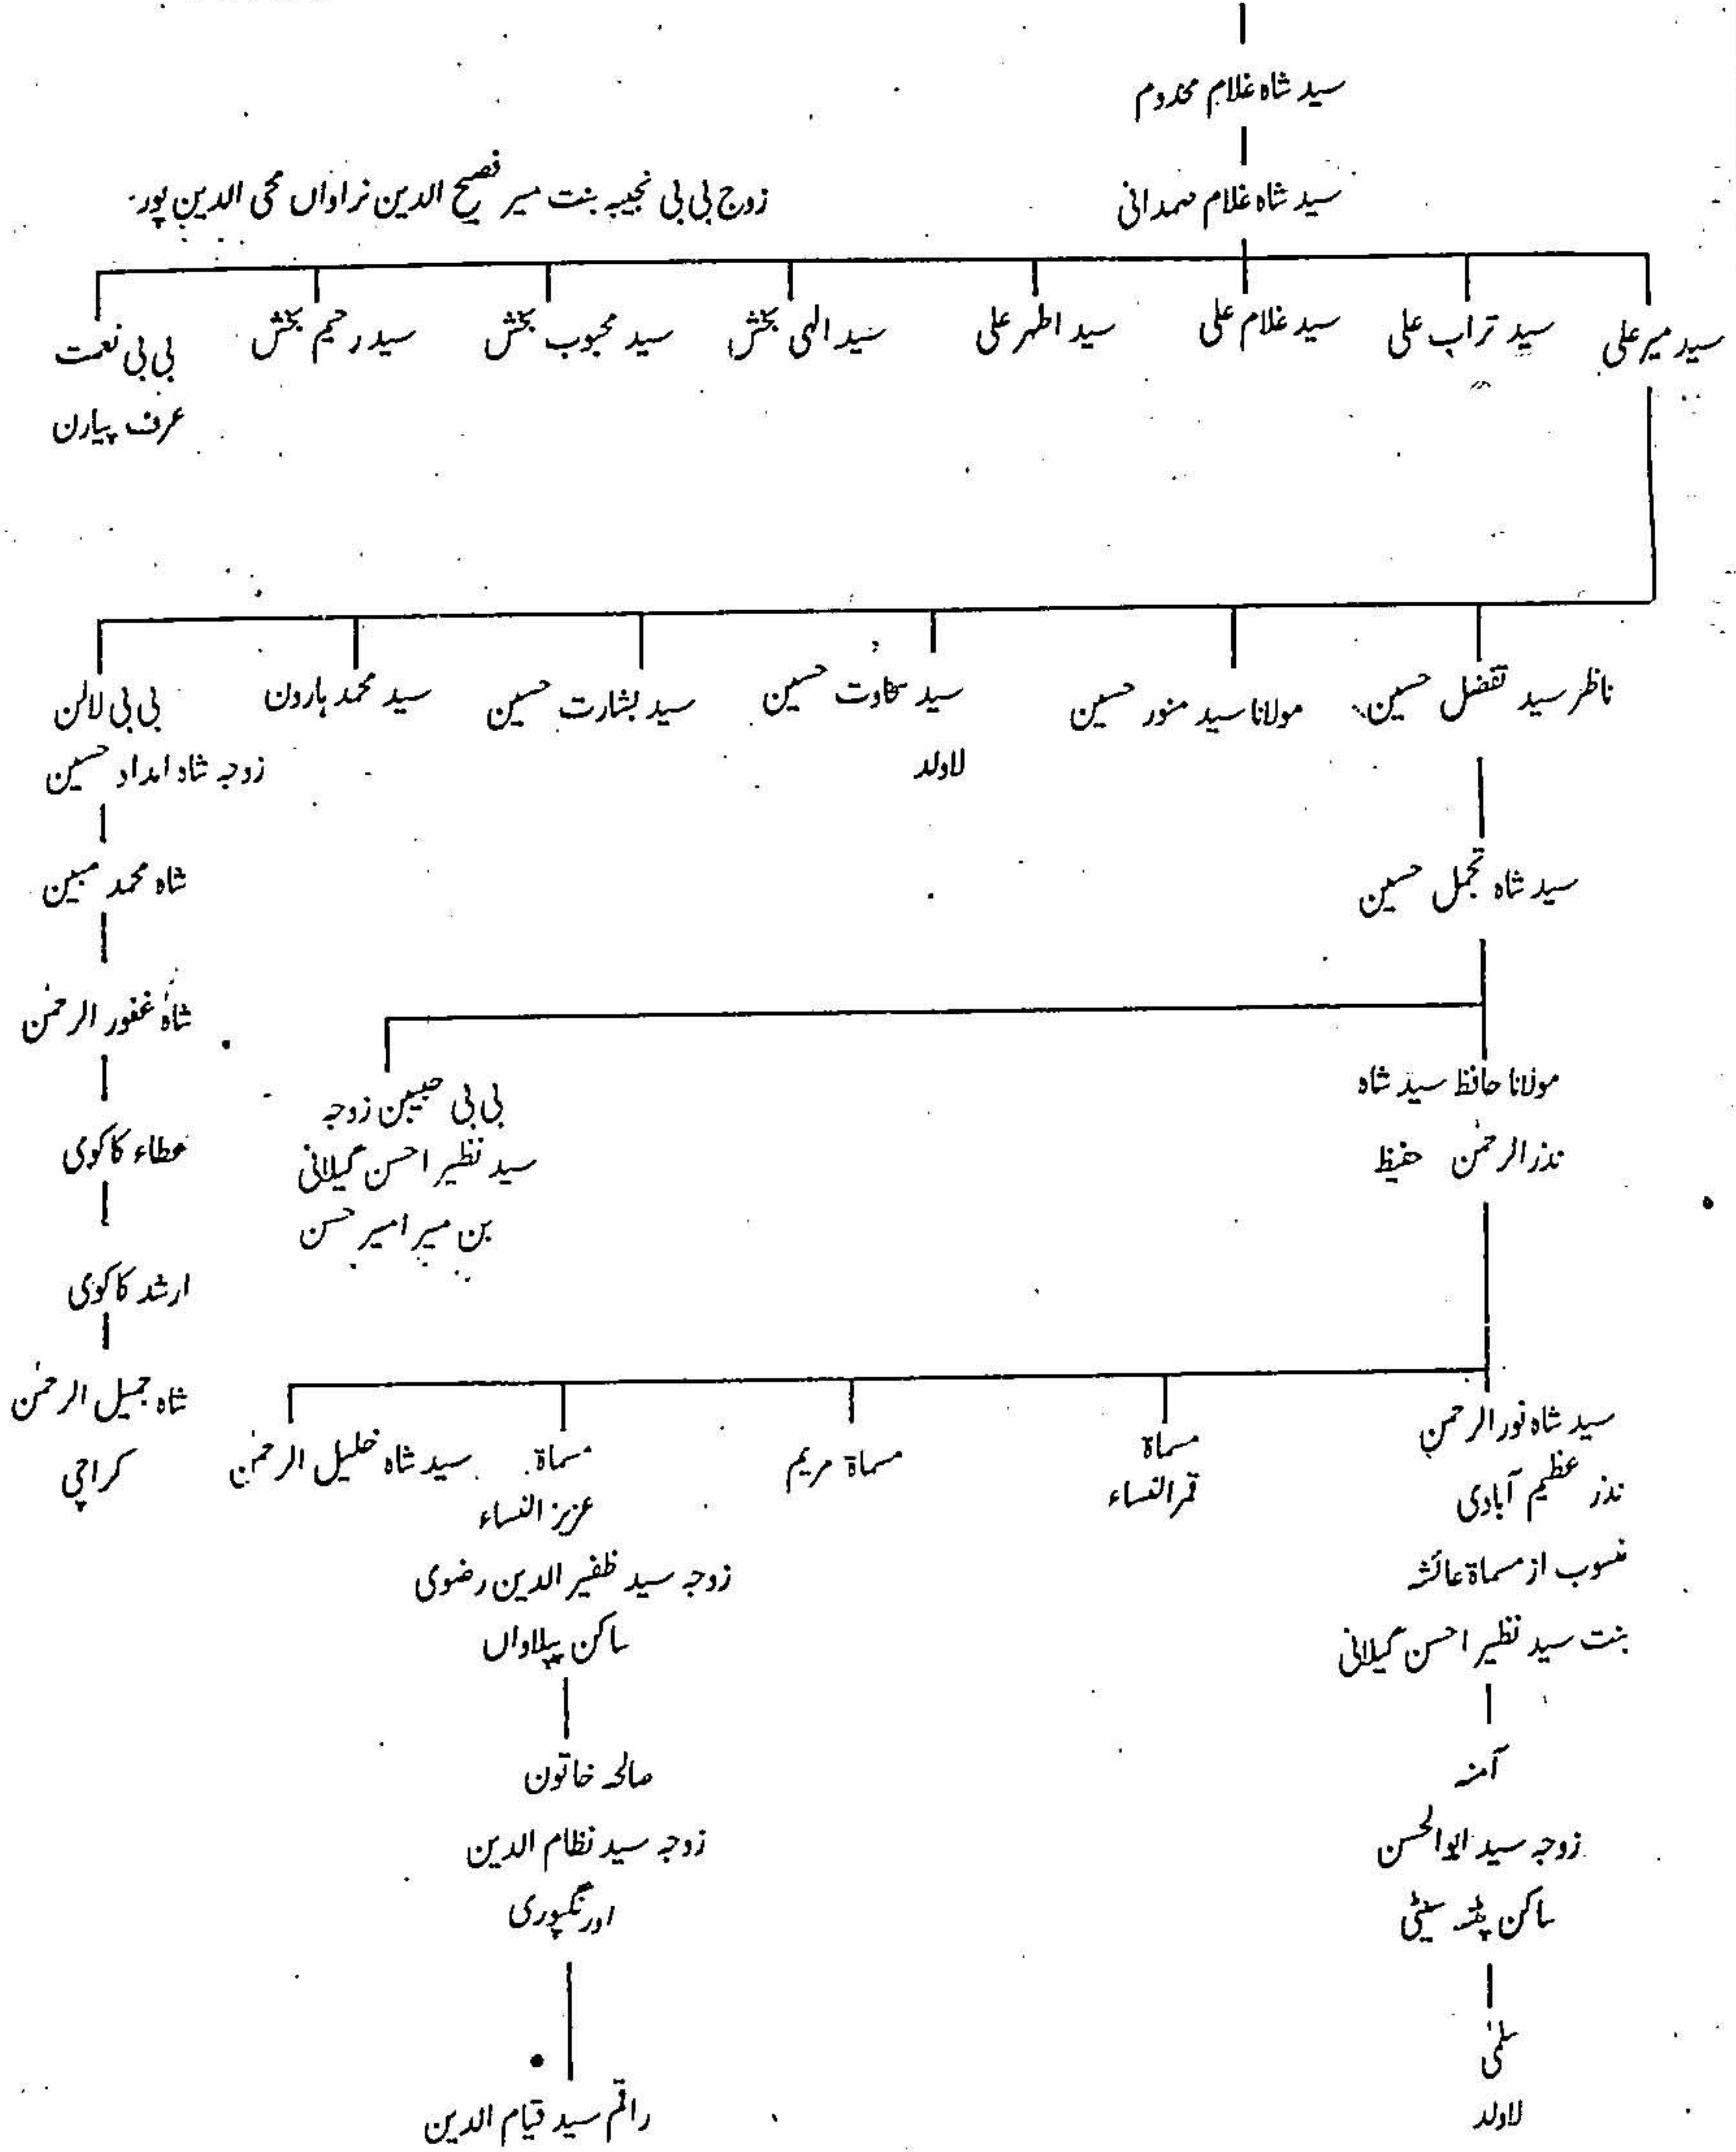 سید شاہ غلام مخدوم
سید شاہ غلام صمدانی
زوج بی بی نجیبہ بنت میر فصیح الدین نراواں محی الدین پور
سید میر علی
سید تراب علی
سید غلام علی
سید اطہر علی
سید الہی بخش
سید محبوب بخش
سید رحیم بخش
بی بی نعمت
عرف پیارن
ناظر سید تفضل حسین
مولانا سید منور حسین
سید سخاوت حسین
لاولد
سید بشارت حسین
سید محمد ہارون
بی بی لالن
زوجہ شاہ امداد حسین
شاہ محمد مبین
شاہ غفور الرحمٰن
عطاء کاکوی
ارشد کاکوی
شاہ جمیل الرحمٰن
کراچی
سید شاہ تجمل حسین
مولانا حافظ سید شاہ
نذر الرحمٰن حفیظ
بی بی حبیبن زوجہ
سید نظیر احسن گیلانی
بن میر امیر حسن
سید شاہ نور الرحمٰن
نذر عظیم آبادی
منسوب از مسماۃ عائشہ
بنت سید نظیر احسن گیلانی
آمنہ
زوجہ سید ابوالحسن
ساکن پٹنہ سیٹی
سلمیٰ
لاولد
مسماۃ
قمر النساء
مسماۃ مریم
مسماۃ
عزیز النساء
زوجہ سید ظفیر الدین رضوی
ساکن پیلاواں
صالحہ خاتون
زوجہ سید نظام الدین
اورنگپوری
راقم سید قیام الدین
سید شاہ خلیل الرحمٰن